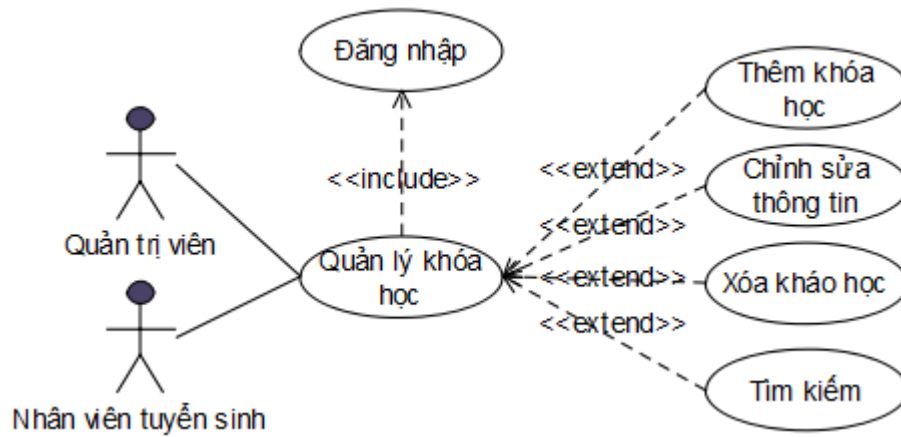 Đăng nhập
Thêm khóa
học
<<include>>
<<extend>>
Chỉnh sửa
thông tin
<<extend>>
Quản trị viên
Quản lý khóa
học
<<extend>>
Xóa kháo học
<<extend>>
Tìm kiếm
Nhân viên tuyển sinh